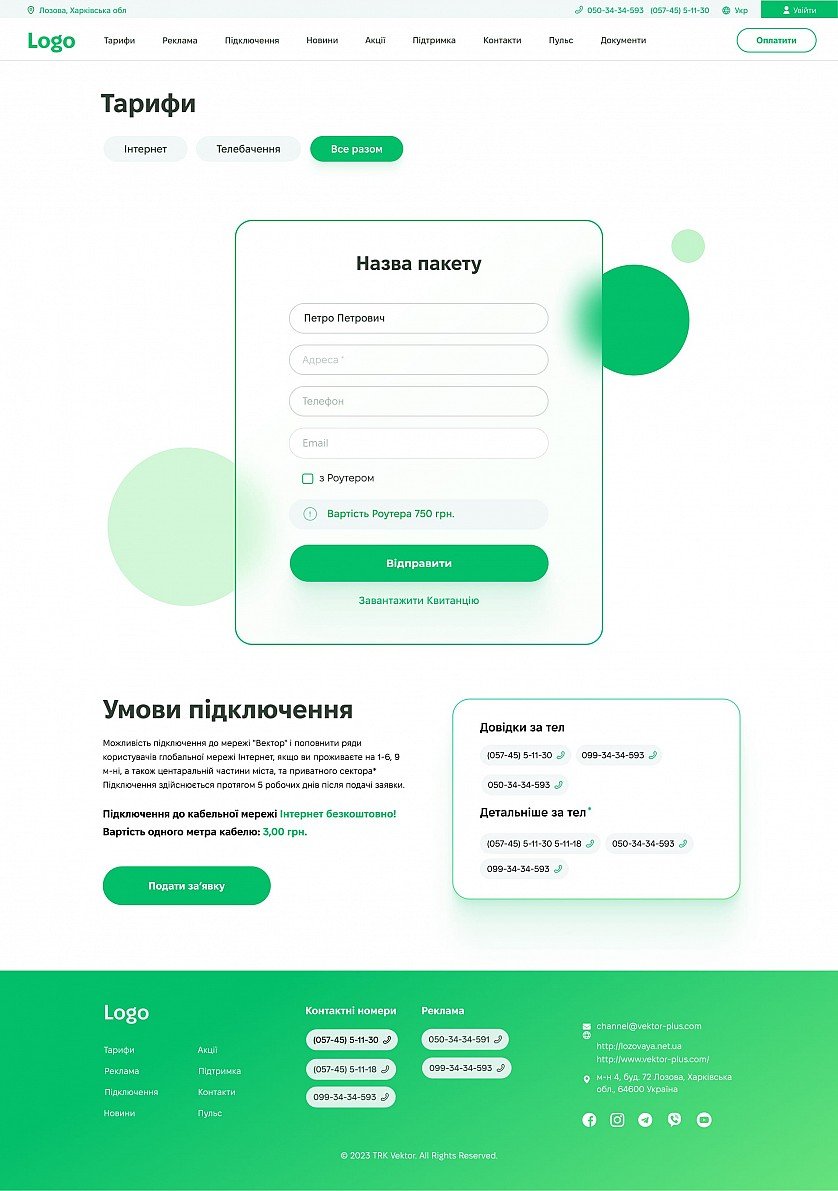 Лозова, Харківська обл
050-34-34-593 (057-45) 5-11-30 Укр Увійти
Logo Тарифи Реклама Підключення Новини Акції Підтримка Контакти Пульс Документи Оплатити
Тарифи
Інтернет Телебачення Все разом
Назва пакету
Петро Петрович
Адреса *
Телефон
Email
з Роутером
Вартість Роутера 750 грн.
Відправити
Завантажити Квитанцію
Умови підключення
Можливість підключення до мережі "Вектор" і поповнити ряди
користувачів глобальної мережі Інтернет, якщо ви проживаєте на 1-6, 9
м-ні, а також центаральній частини міста, та приватного сектора*
Підключення здійснюється протягом 5 робочих днів після подачі заявки.
Підключення до кабельної мережі Інтернет безкоштовно!
Вартість одного метра кабелю: 3,00 грн.
Подати за'явку
Довідки за тел
(057-45) 5-11-30 099-34-34-593
050-34-34-593
Детальніше за тел*
(057-45) 5-11-30 5-11-18 050-34-34-593
099-34-34-593
Logo
Тарифи Акції
Реклама Підтримка
Підключення Контакти
Новини Пульс
Контактні номери
(057-45) 5-11-30
(057-45) 5-11-18
099-34-34-593
Реклама
050-34-34-591
099-34-34-593
channel@vektor-plus.com
http://lozovaya.net.ua
http://www.vektor-plus.com/
м-н 4, буд. 72 Лозова, Харківська
обл., 64600 Україна
© 2023 TRK Vektor. All Rights Reserved.